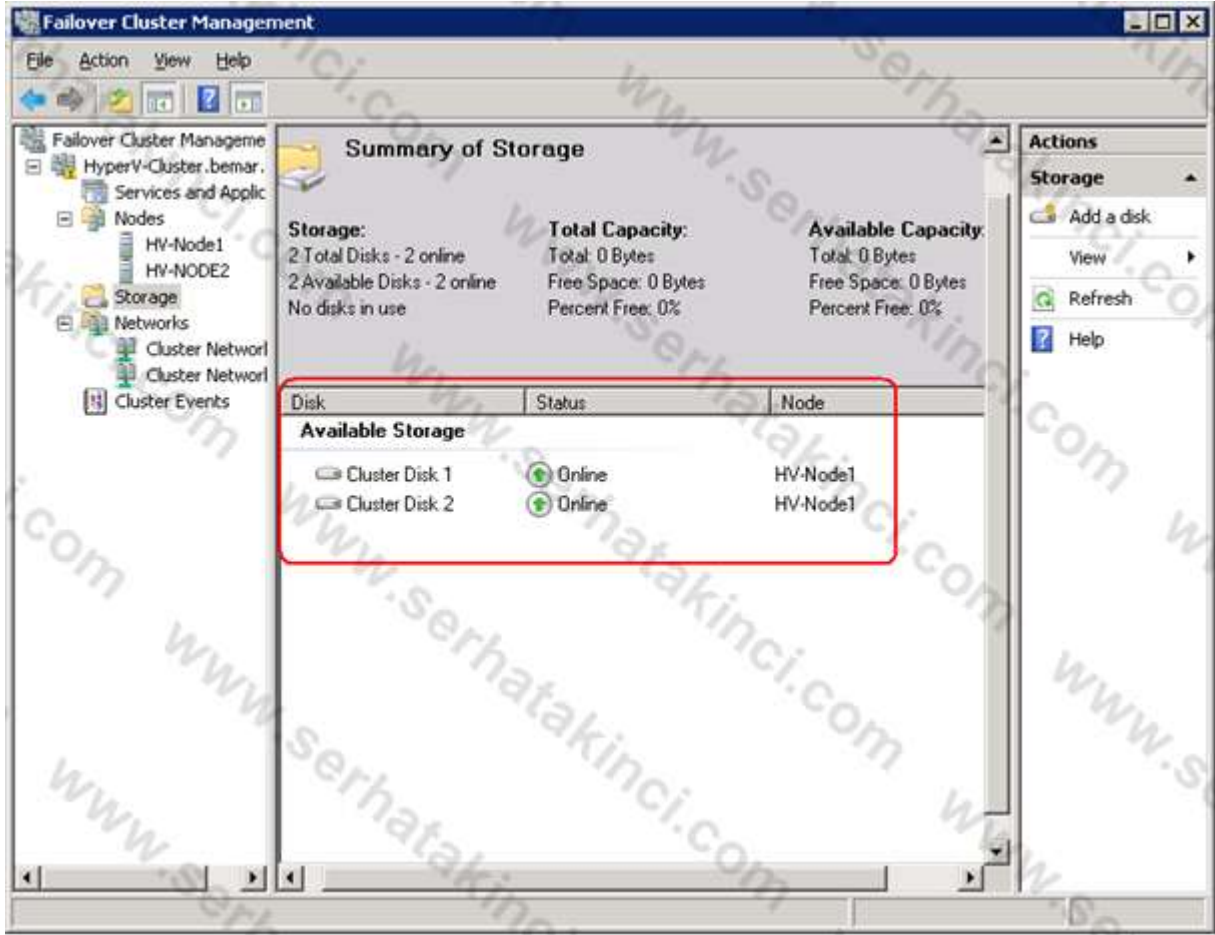 Failover Cluster Management
File Action View Help
Failover Cluster Manageme
HyperV-Cluster.bemar.
Services and Applic
Nodes
HV-Node1
HV-NODE2
Storage
Networks
Cluster Networl
Cluster Networl
Cluster Events
Summary of Storage
Storage: Total Capacity: Available Capacity:
2 Total Disks - 2 online Total: 0 Bytes Total: 0 Bytes
2 Available Disks - 2 online Free Space: 0 Bytes Free Space: 0 Bytes
No disks in use Percent Free: 0% Percent Free: 0%
Disk Status Node
Available Storage
Cluster Disk 1 Online HV-Node1
Cluster Disk 2 Online HV-Node1
Actions
Storage
Add a disk
View
Refresh
Help
www.serhatakinci.com